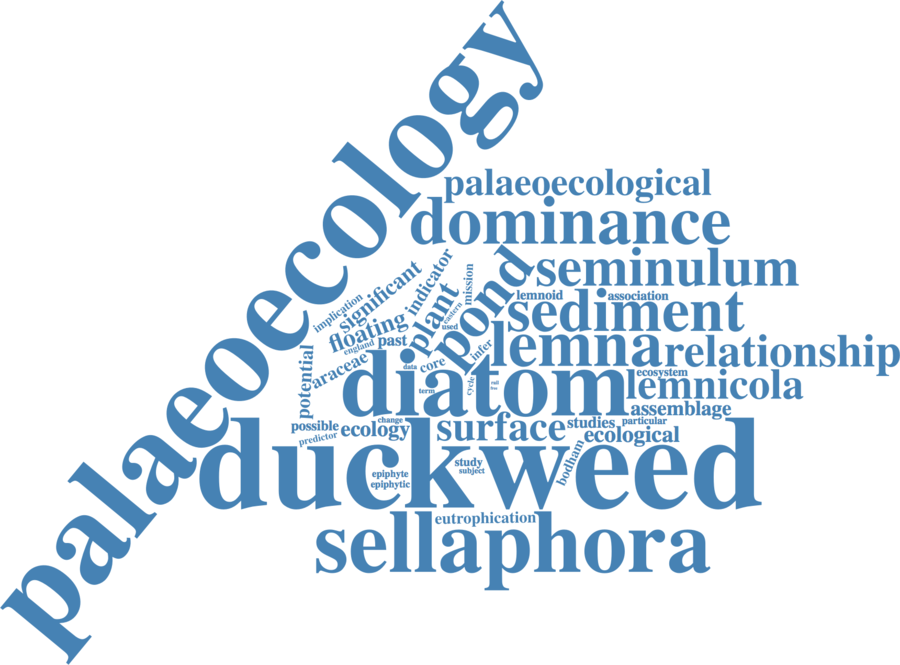 palaeoecology
palaeoecological
dominance
seminulum
pond
mission
indicator
significant
implication
lemnoid
association
plant
eastern
used
sediment
floating
england
past
infer
lemna
relationship
araceae
data
core
potential
diatom
term
cycle
ecosystem
lemnicola
assemblage
change
possible
predictor
ecology
surface
studies
particular
ecological
duckweed
bodham
study
subject
epiphyte
epiphytic
eutrophication
sellaphora